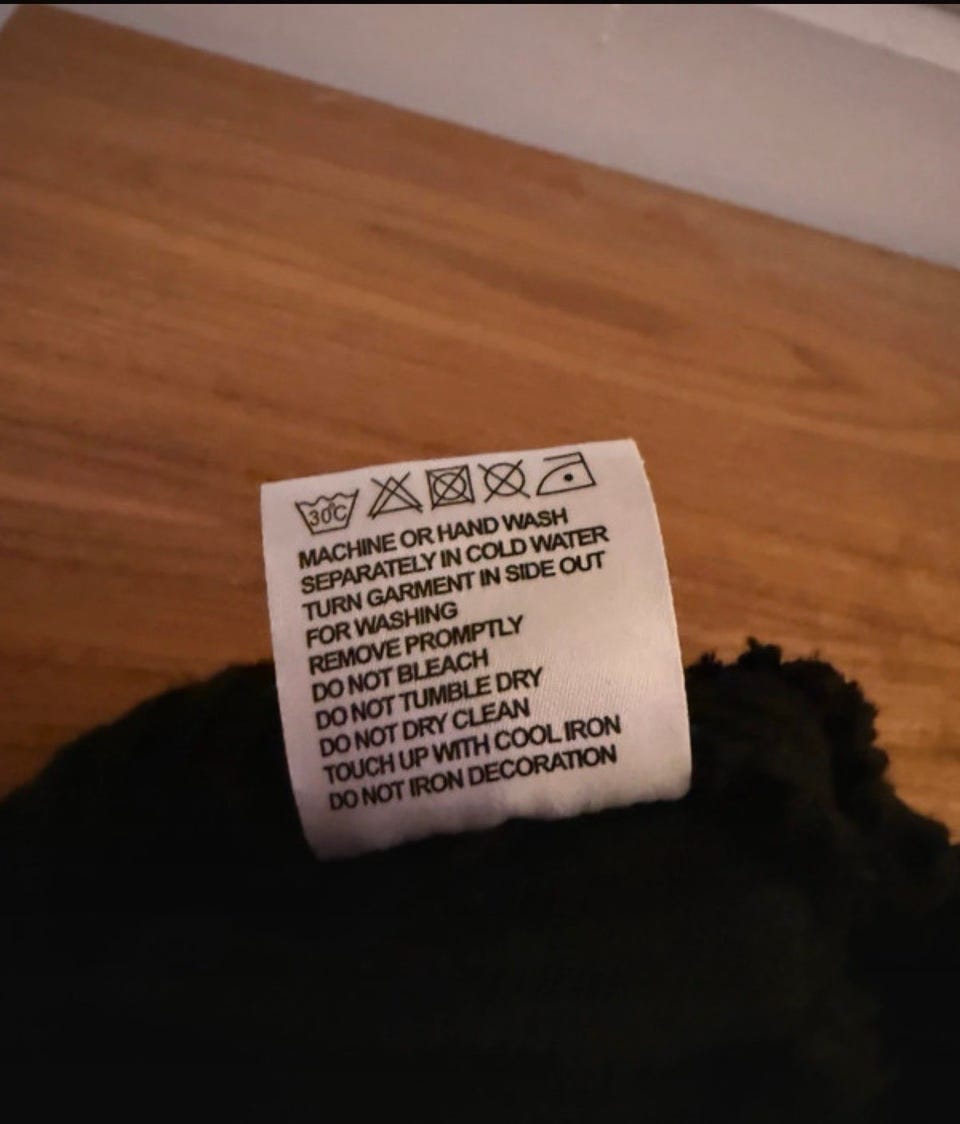 30°C
MACHINE OR HAND WASH
SEPARATELY IN COLD WATER
TURN GARMENT IN SIDE OUT
FOR WASHING
REMOVE PROMPTLY
DO NOT BLEACH
DO NOT TUMBLE DRY
DO NOT DRY CLEAN
TOUCH UP WITH COOL IRON
DO NOT IRON DECORATION